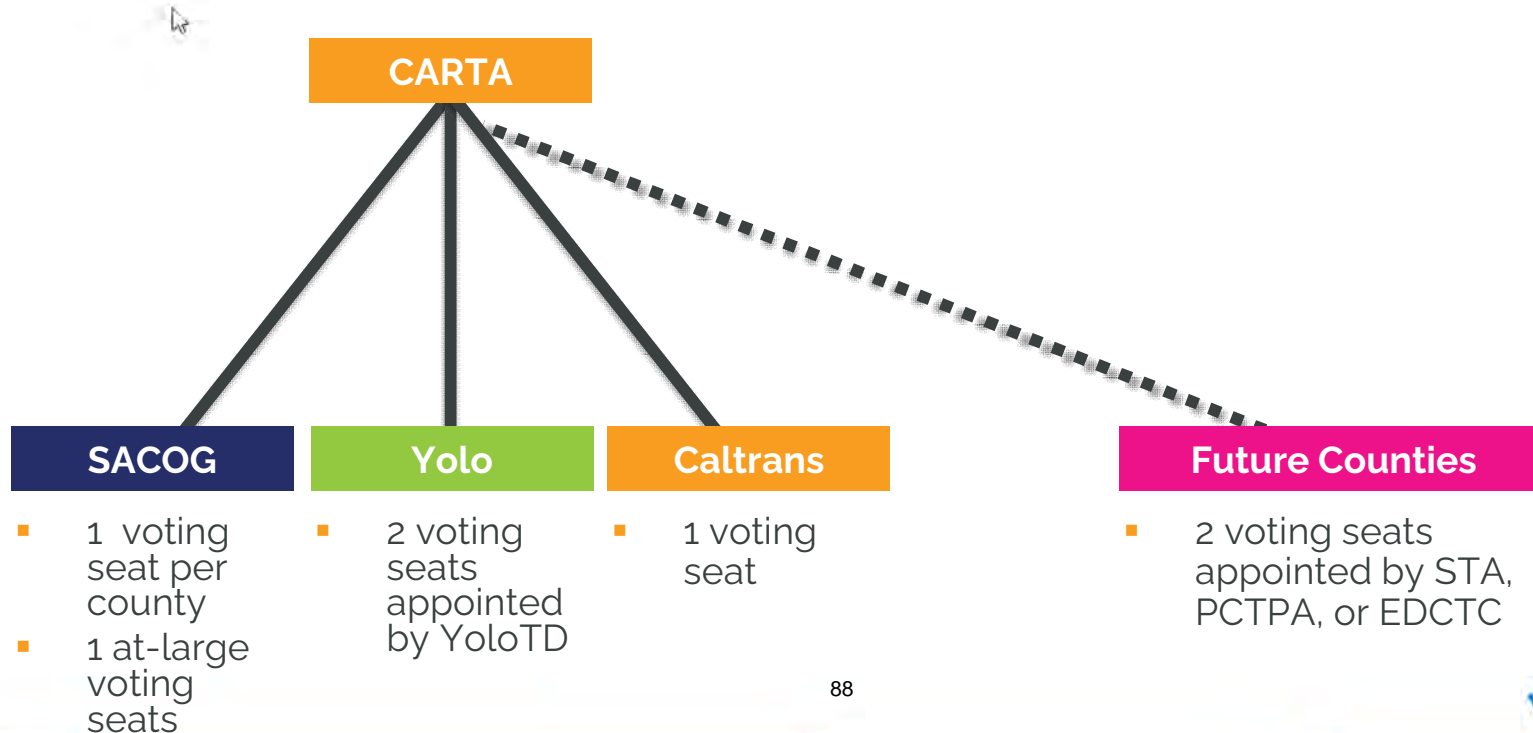 CARTA
SACOG
1 voting
seat per
county
1 at-large
voting
seats
Yolo
2 voting
seats
appointed
by YoloTD
Caltrans
1 voting
seat
Future Counties
2 voting seats
appointed by STA,
PCTPA, or EDCTC
88